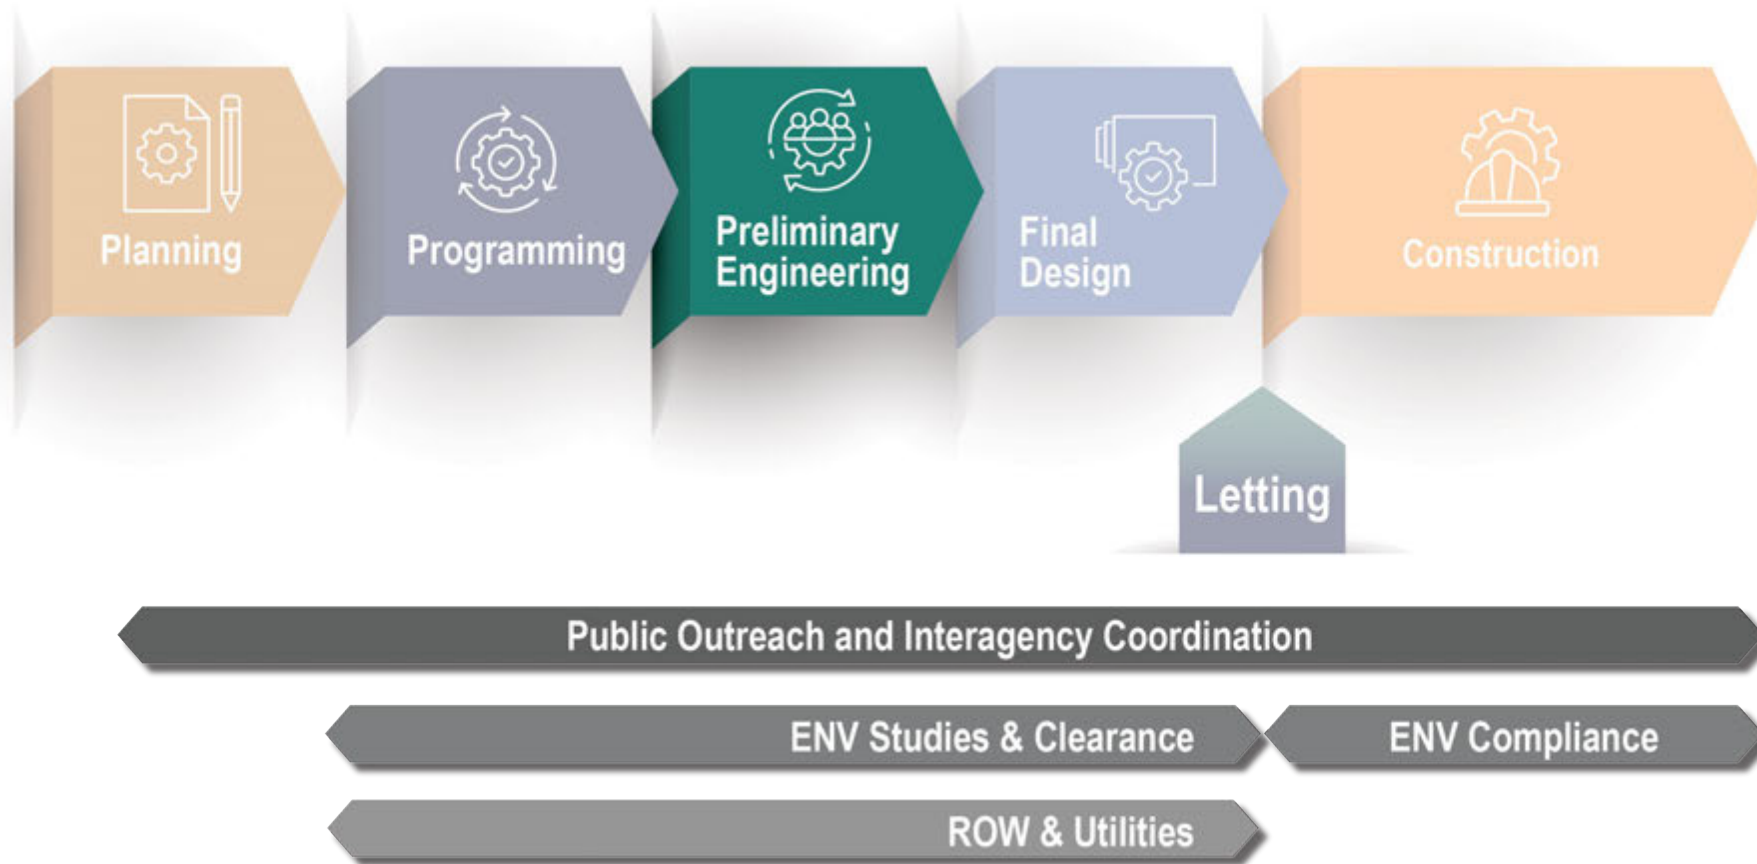 Planning
Programming
Preliminary
Engineering
Final
Design
Construction
Letting
Public Outreach and Interagency Coordination
ENV Studies & Clearance
ENV Compliance
ROW & Utilities